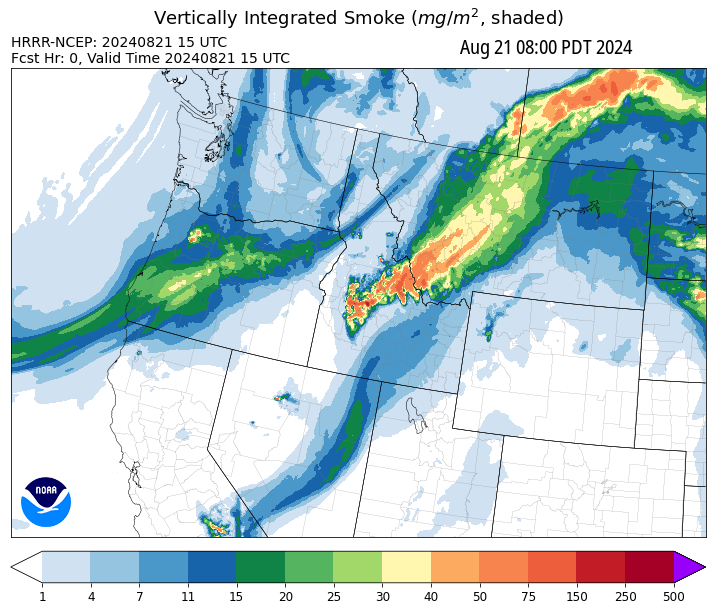 Vertically Integrated Smoke (mg/m², shaded)
HRRR-NCEP: 20240821 15 UTC
Aug 21 08:00 PDT 2024
Fcst Hr: 0, Valid Time 20240821 15 UTC
NOAA
1 4 7 11 15 20 25 30 40 50 75 150 250 500